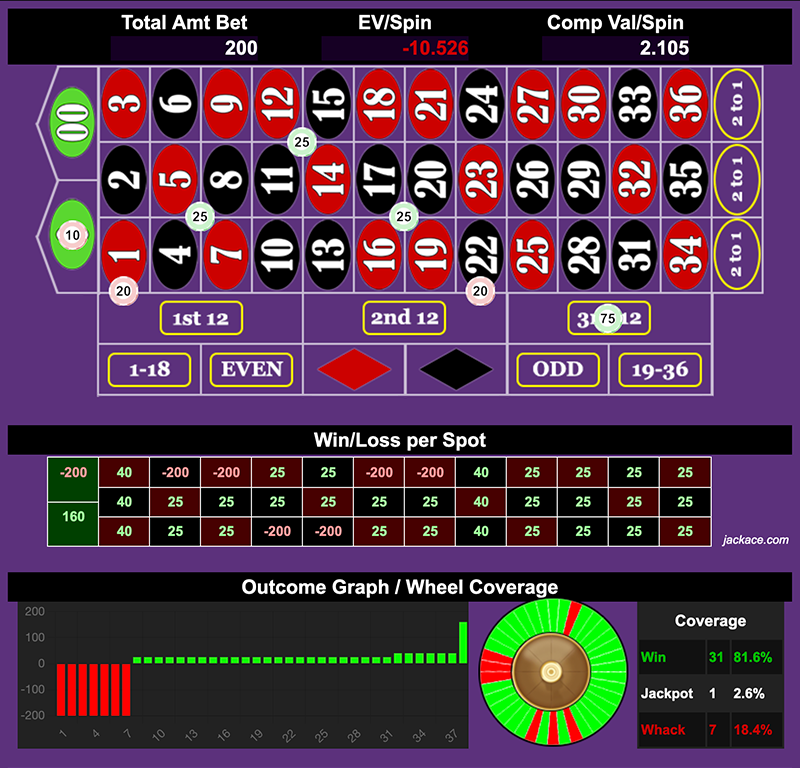 Total Amt Bet EV/Spin Comp Val/Spin
200 -10.526 2.105
00 3 6 9 12 15 18 21 24 27 30 33 36 2 to 1
25
2 5 8 11 14 17 20 23 26 29 32 35 2 to 1
25 25
10 1 4 7 10 13 16 19 22 25 28 31 34 2 to 1
20 20
1st 12 2nd 12 12
75
1-18 EVEN ODD 19-36
Win/Loss per Spot
-200 40 -200 -200 25 25 -200 -200 40 25 25 25 25
40 25 25 25 25 25 25 40 25 25 25 25
160
40 25 25 -200 -200 25 25 40 25 25 25 25
jackace.com
Outcome Graph / Wheel Coverage
200
100
0
-100
-200
1 4 7 10 13 16 19 22 25 28 31 34 37
Coverage
Win 31 81.6%
Jackpot 1 2.6%
Whack 7 18.4%